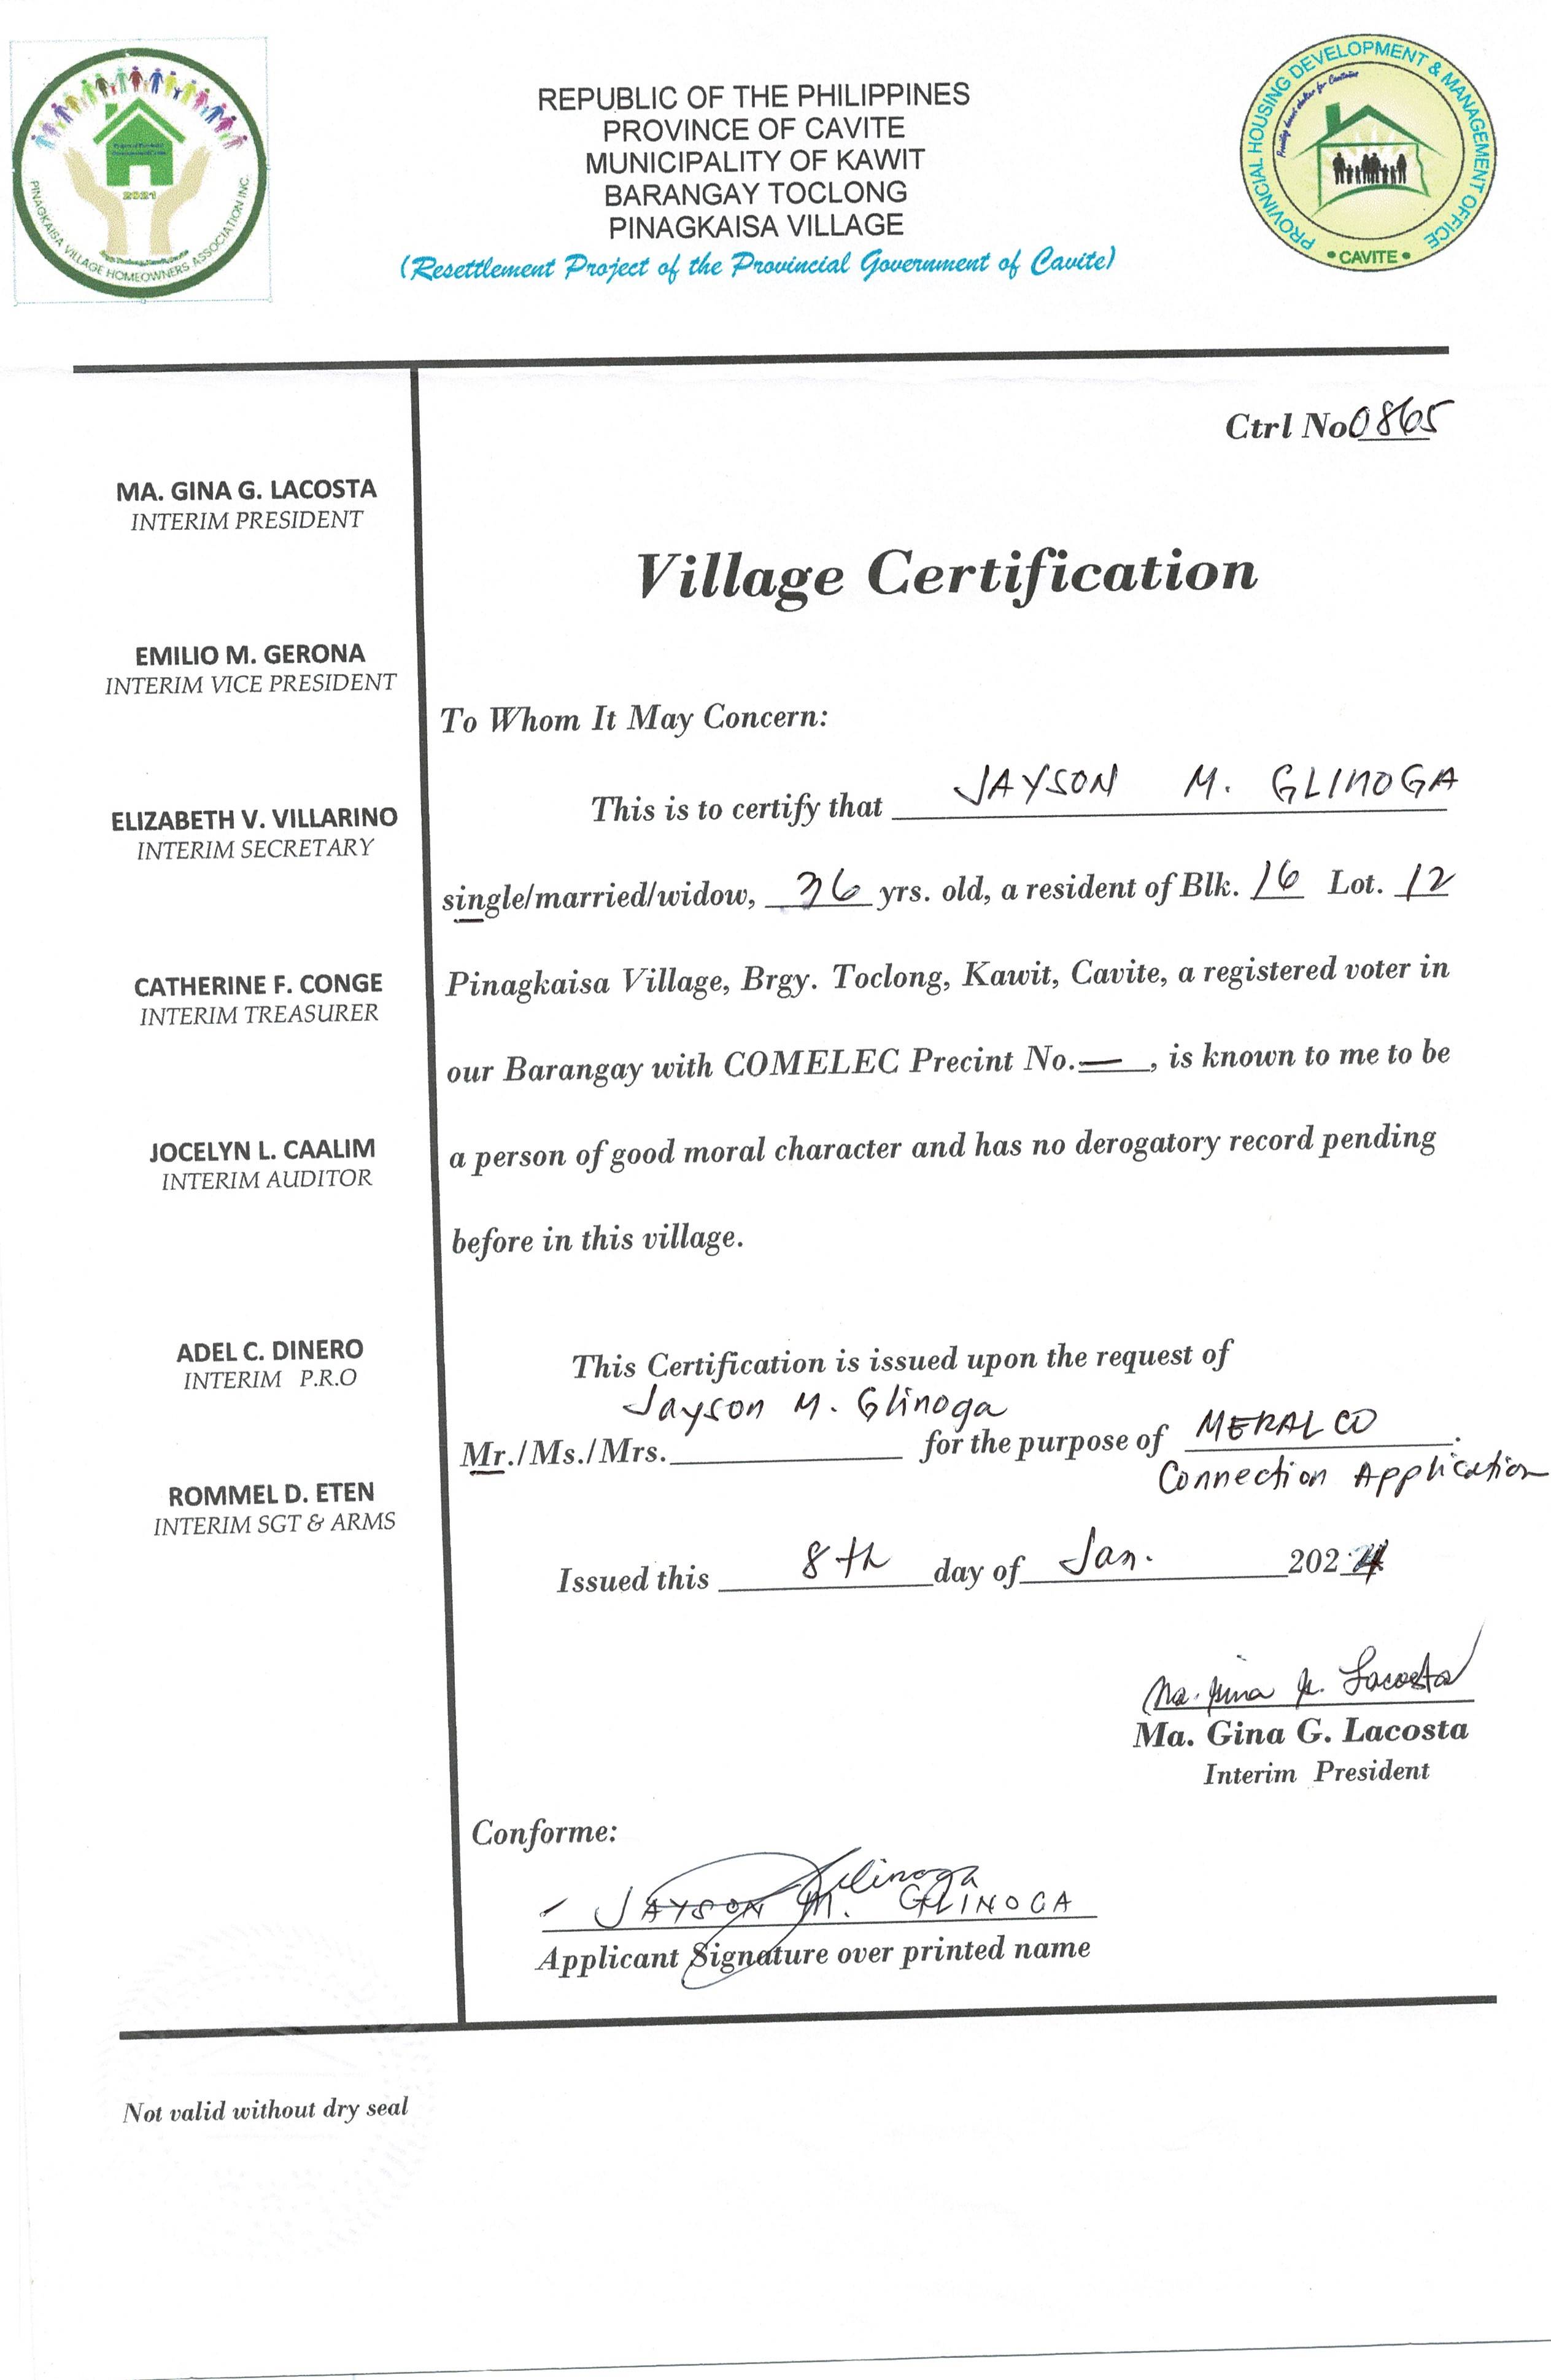 REPUBLIC OF THE PHILIPPINES
PROVINCE OF CAVITE
MUNICIPALITY OF KAWIT
BARANGAY TOCLONG
PINAGKAISA VILLAGE
(Resettlement Project of the Provincial Government of Cavite)
2021
PINAGKAISA VILLAGE HOMEOWNERS ASSOCIATION INC.
PROVINCIAL HOUSING DEVELOPMENT & MANAGEMENT OFFICE
• CAVITE •
MA. GINA G. LACOSTA
INTERIM PRESIDENT
EMILIO M. GERONA
INTERIM VICE PRESIDENT
ELIZABETH V. VILLARINO
INTERIM SECRETARY
CATHERINE F. CONGE
INTERIM TREASURER
JOCELYN L. CAALIM
INTERIM AUDITOR
ADEL C. DINERO
INTERIM P.R.O
ROMMEL D. ETEN
INTERIM SGT & ARMS
Ctrl No 0865
Village Certification
To Whom It May Concern:
This is to certify that JAYSON M. GLINOGA
single/married/widow, 36 yrs. old, a resident of Blk. 16 Lot. 12
Pinagkaisa Village, Brgy. Toclong, Kawit, Cavite, a registered voter in
our Barangay with COMELEC Precint No. — , is known to me to be
a person of good moral character and has no derogatory record pending
before in this village.
This Certification is issued upon the request of
Mr./Ms./Mrs. Jayson M. Glinoga for the purpose of MERALCO.
Connection Application
Issued this 8th day of Jan. 2024
Ma. Gina G. Lacosta
Ma. Gina G. Lacosta
Interim President
Conforme:
Glinoga
JAYSON M. GLINOGA
Applicant Signature over printed name
Not valid without dry seal